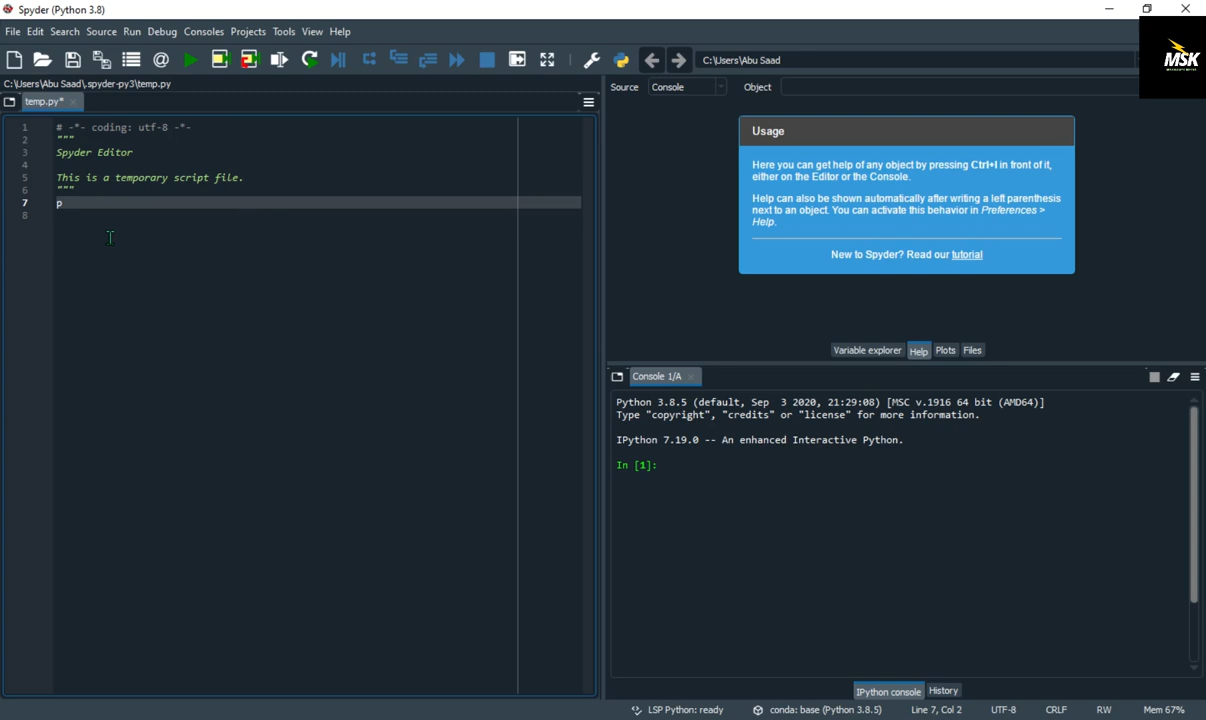 Spyder (Python 3.8)
File Edit Search Source Run Debug Consoles Projects Tools View Help
C:\Users\Abu Saad
MSK
C:\Users\Abu Saad\.spyder-py3\temp.py
temp.py*
Source Console Object
1 # -*- coding: utf-8 -*-
2 """
3 Spyder Editor
4
5 This is a temporary script file.
6 """
7 p
8
Usage
Here you can get help of any object by pressing Ctrl+I in front of it,
either on the Editor or the Console.
Help can also be shown automatically after writing a left parenthesis
next to an object. You can activate this behavior in Preferences >
Help.
New to Spyder? Read our tutorial
Variable explorer Help Plots Files
Console 1/A
Python 3.8.5 (default, Sep 3 2020, 21:29:08) [MSC v.1916 64 bit (AMD64)]
Type "copyright", "credits" or "license" for more information.
IPython 7.19.0 -- An enhanced Interactive Python.
In [1]:
IPython console History
LSP Python: ready conda: base (Python 3.8.5) Line 7, Col 2 UTF-8 CRLF RW Mem 67%